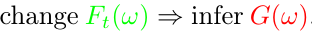 change F_t(ω) ⇒ infer G(ω).